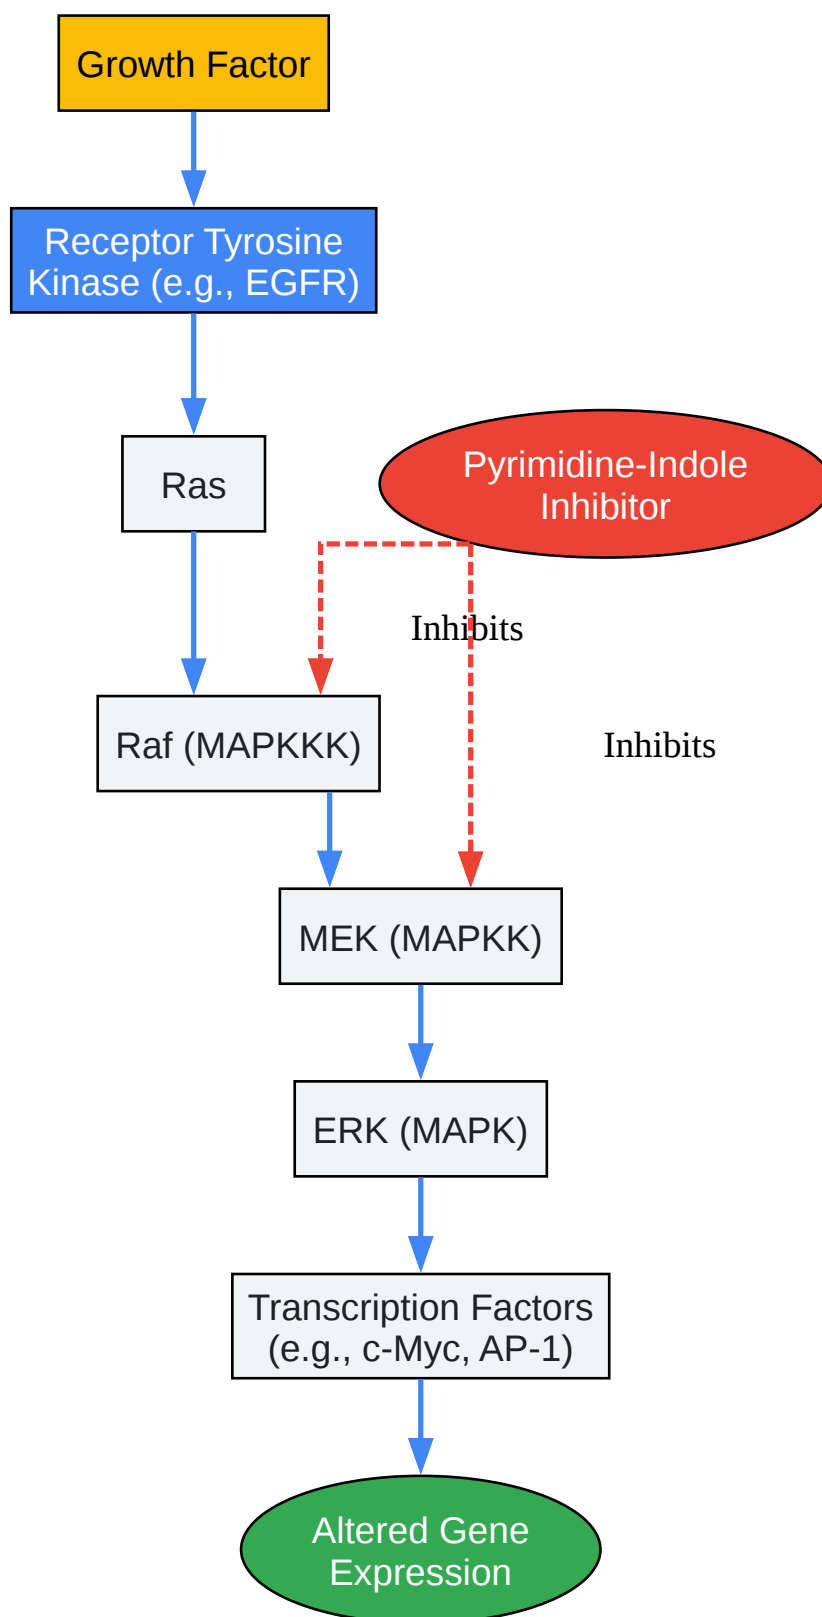 Growth Factor
Receptor Tyrosine
Kinase (e.g., EGFR)
Ras
Pyrimidine-Indole
Inhibitor
Inhibits
Raf (MAPKKK)
Inhibits
MEK (MAPKK)
ERK (MAPK)
Transcription Factors
(e.g., c-Myc, AP-1)
Altered Gene
Expression